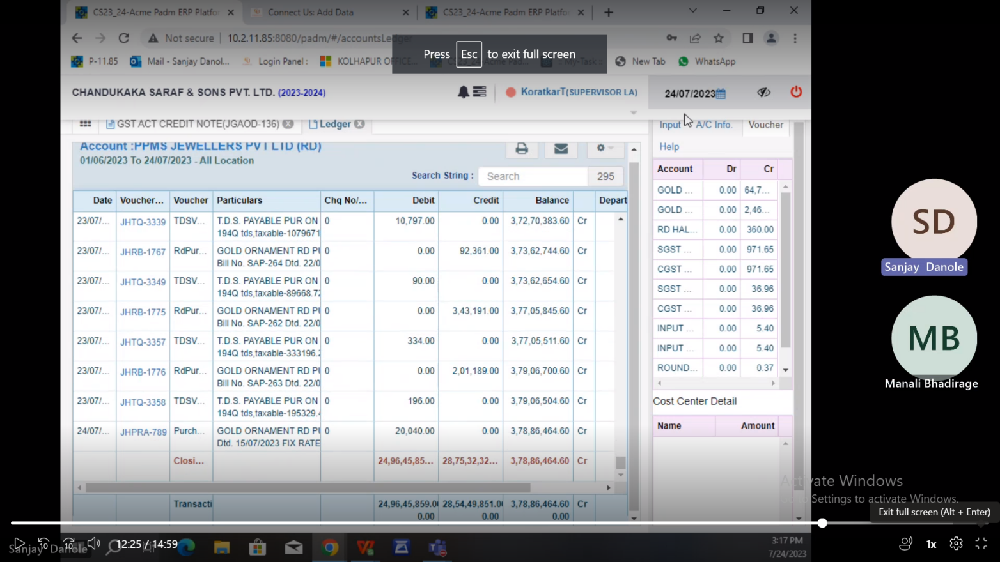 CS23_24-Acme Padm ERP Platfor
Connect Us: Add Data
CS23_24-Acme Padm ERP Platfor
Not secure
10.2.11.85:8080/padm/#/accountsLedger
Press Esc to exit full screen
P-11.85
Mail - Sanjay Danol...
Login Panel :
KOLHAPUR OFFICE...
CS23_24-Acme Pad...
:: My-Task ::
New Tab
WhatsApp
CHANDUKAKA SARAF & SONS PVT. LTD. (2023-2024)
KoratkarT(SUPERVISOR LA)
24/07/2023
GST ACT CREDIT NOTE(JGAOD-136)
Ledger
Input
A/C Info.
Voucher
Help
Account :PPMS JEWELLERS PVT LTD (RD)
01/06/2023 To 24/07/2023 - All Location
Search String :
Search
295
Date Voucher... Voucher Particulars Chq No/... Debit Credit Balance Depart
23/07/... JHTQ-3339 TDSV... T.D.S. PAYABLE PUR ON 0 10,797.00 0.00 3,72,70,383.60 Cr
194Q tds,taxable-1079671
23/07/... JHRB-1767 RdPur... GOLD ORNAMENT RD PU 0 0.00 92,361.00 3,73,62,744.60 Cr
Bill No. SAP-264 Dtd. 22/0
23/07/... JHTQ-3349 TDSV... T.D.S. PAYABLE PUR ON 0 90.00 0.00 3,73,62,654.60 Cr
194Q tds,taxable-89668.72
23/07/... JHRB-1775 RdPur... GOLD ORNAMENT RD PU 0 0.00 3,43,191.00 3,77,05,845.60 Cr
Bill No. SAP-262 Dtd. 22/0
23/07/... JHTQ-3357 TDSV... T.D.S. PAYABLE PUR ON 0 334.00 0.00 3,77,05,511.60 Cr
194Q tds,taxable-333196.2
23/07/... JHRB-1776 RdPur... GOLD ORNAMENT RD PU 0 0.00 2,01,189.00 3,79,06,700.60 Cr
Bill No. SAP-263 Dtd. 22/0
23/07/... JHTQ-3358 TDSV... T.D.S. PAYABLE PUR ON 0 196.00 0.00 3,79,06,504.60 Cr
194Q tds,taxable-195329.4
24/07/... JHPRA-789 Purch... GOLD ORNAMENT RD PU 0 20,040.00 0.00 3,78,86,464.60 Cr
Dtd. 15/07/2023 FIX RATE
Closi... 24,96,45,85... 28,75,32,32... 3,78,86,464.60 Cr
Transacti 24,96,45,859.00 28,54,49,851.00 3,78,86,464.60 Cr
0.00 0.00 0.00
Account Dr Cr
GOLD ... 0.00 64,7...
GOLD ... 0.00 2,46...
RD HAL... 0.00 360.00
SGST ... 0.00 971.65
CGST ... 0.00 971.65
SGST ... 0.00 36.96
CGST ... 0.00 36.96
INPUT ... 0.00 5.40
INPUT ... 0.00 5.40
ROUND... 0.00 0.37
Cost Center Detail
Name Amount
SD
Sanjay Danole
MB
Manali Bhadirage
Activate Windows
Settings to activate Windows.
Exit full screen (Alt + Enter)
10
10
12:25 / 14:59
Sanjay Danole
3:17 PM
7/24/2023
1x